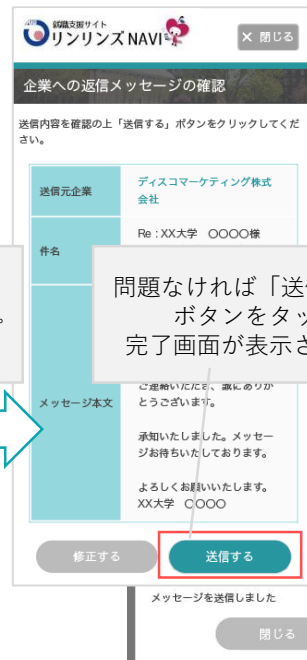 就職支援サイト
リンリンズNAVI
× 閉じる
企業への返信メッセージの確認
送信内容を確認の上「送信する」ボタンをクリックしてくだ
さい。
送信元企業
ディスコマーケティング株式
会社
件名
Re：XX大学　〇〇〇〇様
。
問題なければ「送
ボタンをタッ
完了画面が表示さ
メッセージ本文
ご連絡いただき、誠にありが
とうございます。
承知いたしました。メッセー
ジお待ちいたしております。
よろしくお願いいたします。
XX大学　〇〇〇〇
修正する
送信する
メッセージを送信しました
閉じる